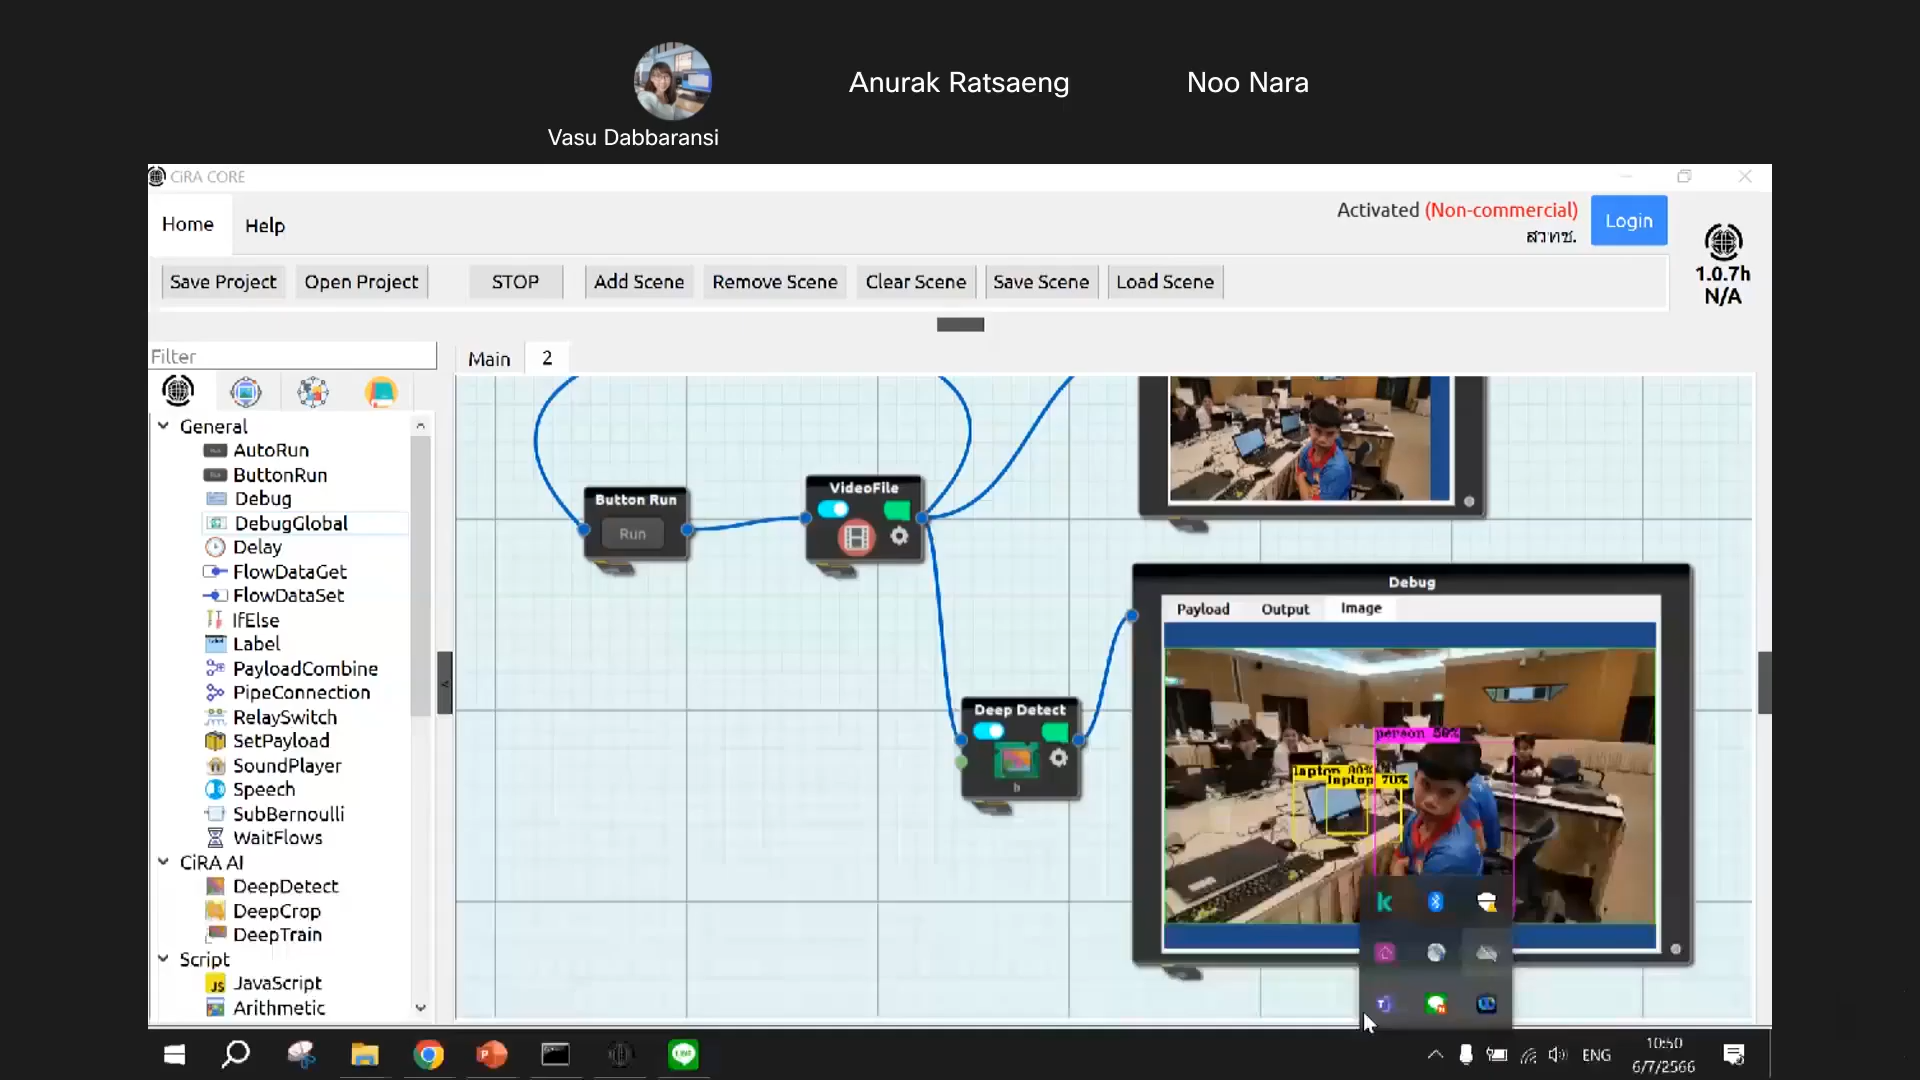 Anurak Ratsaeng
Noo Nara
Vasu Dabbaransi
CiRA CORE
Home
Help
Activated (Non-commercial)
สวทช.
Login
1.0.7h
N/A
Save Project
Open Project
STOP
Add Scene
Remove Scene
Clear Scene
Save Scene
Load Scene
Filter
Main
2
General
AutoRun
ButtonRun
Debug
DebugGlobal
Delay
FlowDataGet
FlowDataSet
IfElse
Label
PayloadCombine
PipeConnection
RelaySwitch
SetPayload
SoundPlayer
Speech
SubBernoulli
WaitFlows
CiRA AI
DeepDetect
DeepCrop
DeepTrain
Script
JavaScript
Arithmetic
Button Run
Run
VideoFile
Deep Detect
Debug
Payload
Output
Image
person
laptop
laptop 70%
ENG
10:50
6/7/2566